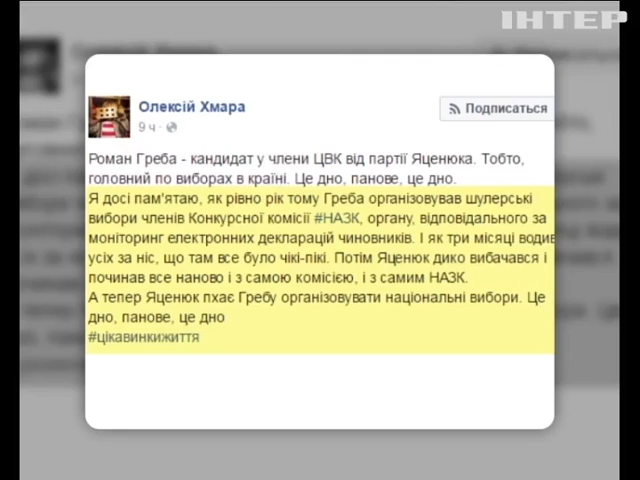 ІНТЕР
Олексій Хмара
9 ч ·
Подписаться
Роман Греба - кандидат у члени ЦВК від партії Яценюка. Тобто,
головний по виборах в країні. Це дно, панове, це дно.
Я досі пам'ятаю, як рівно рік тому Греба організовував шулерські
вибори членів Конкурсної комісії #НАЗК, органу, відповідального за
моніторинг електронних декларацій чиновників. І як три місяці водив
усіх за ніс, що там все було чікі-пікі. Потім Яценюк дико вибачався і
починав все наново і з самою комісією, і з самим НАЗК.
А тепер Яценюк пхає Гребу організовувати національні вибори. Це
дно, панове, це дно
#цікавинкижиття